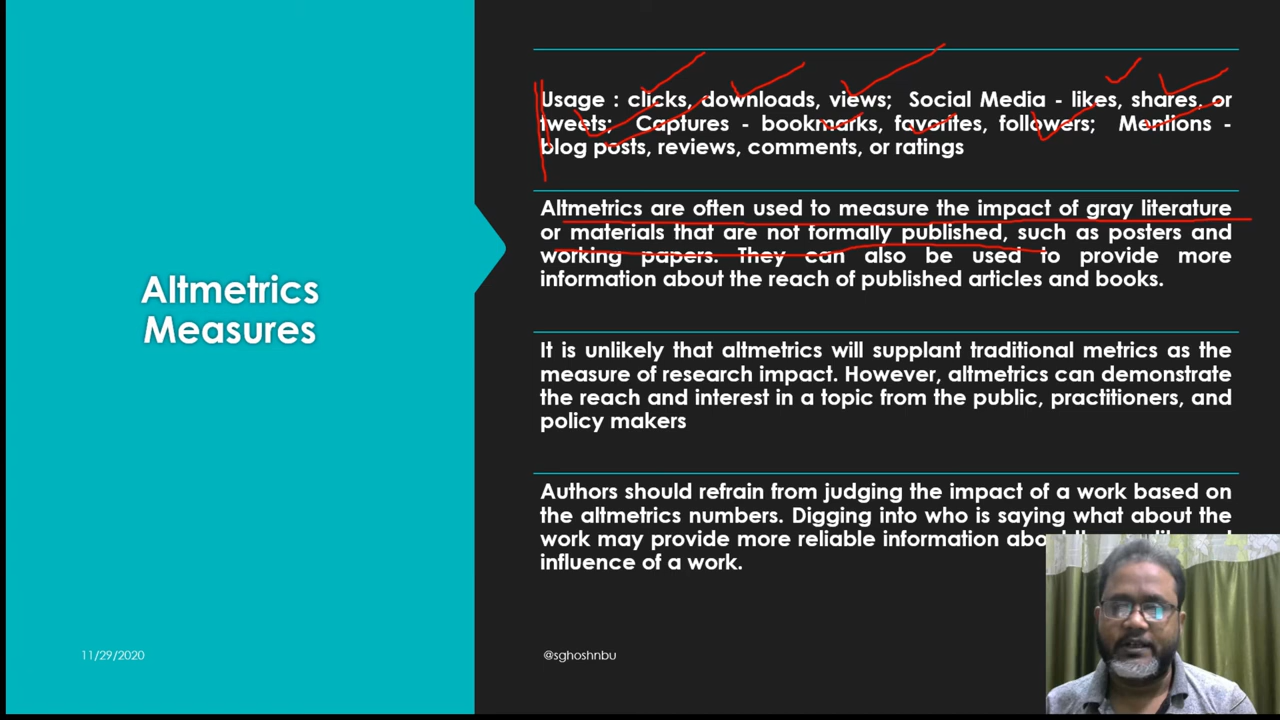 Altmetrics
Measures
Usage : clicks, downloads, views; Social Media - likes, shares, or
tweets; Captures - bookmarks, favorites, followers; Mentions -
blog posts, reviews, comments, or ratings
Altmetrics are often used to measure the impact of gray literature
or materials that are not formally published, such as posters and
working papers. They can also be used to provide more
information about the reach of published articles and books.
It is unlikely that altmetrics will supplant traditional metrics as the
measure of research impact. However, altmetrics can demonstrate
the reach and interest in a topic from the public, practitioners, and
policy makers
Authors should refrain from judging the impact of a work based on
the altmetrics numbers. Digging into who is saying what about the
work may provide more reliable information
influence of a work.
11/29/2020
@sghoshnbu